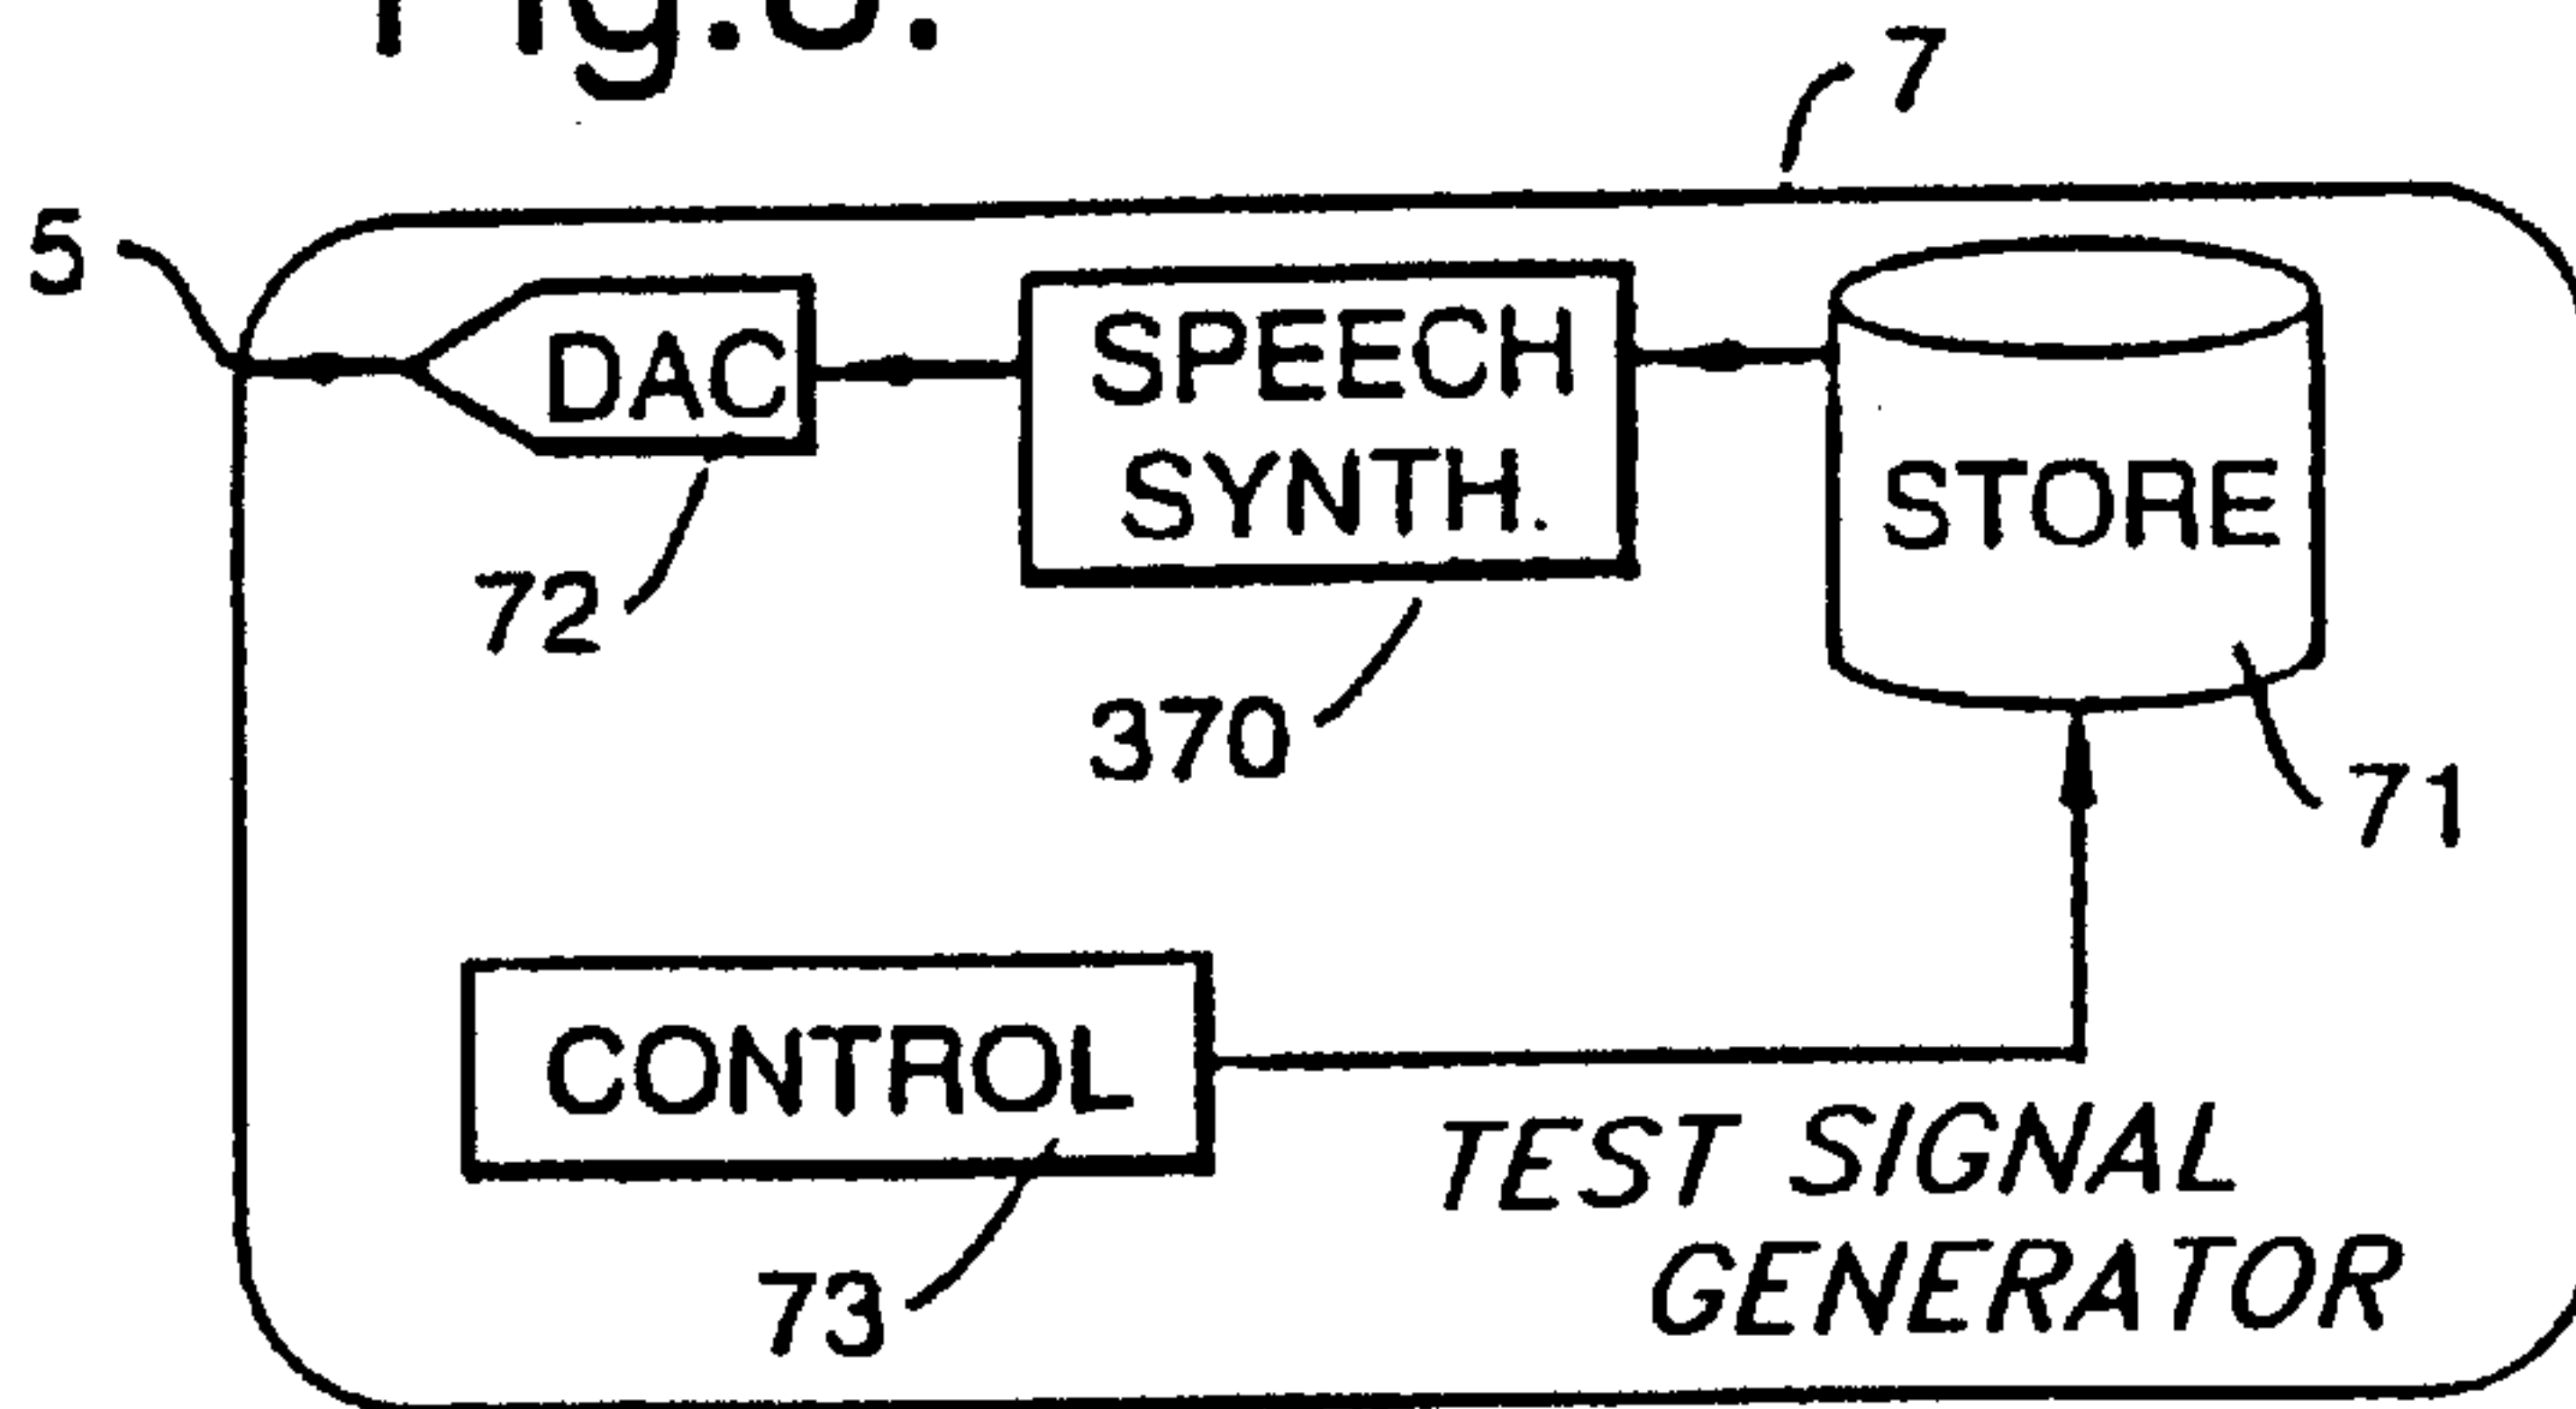 7
5
DAC
SPEECH
SYNTH.
STORE
72
370
71
CONTROL
TEST SIGNAL
GENERATOR
73